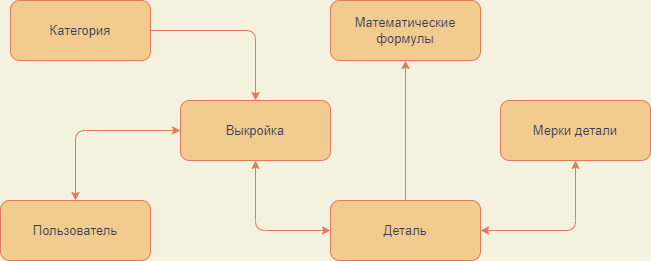 Категория
Математические
формулы
Выкройка
Мерки детали
Пользователь
Деталь